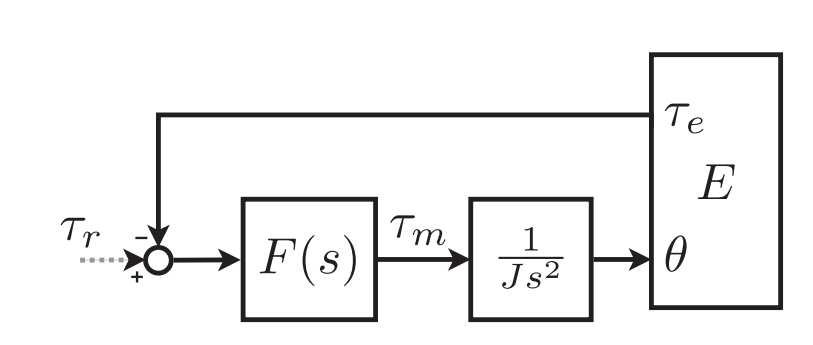 τ_e
E
τ_r
−
+
F(s)
τ_m
1/Js²
θ